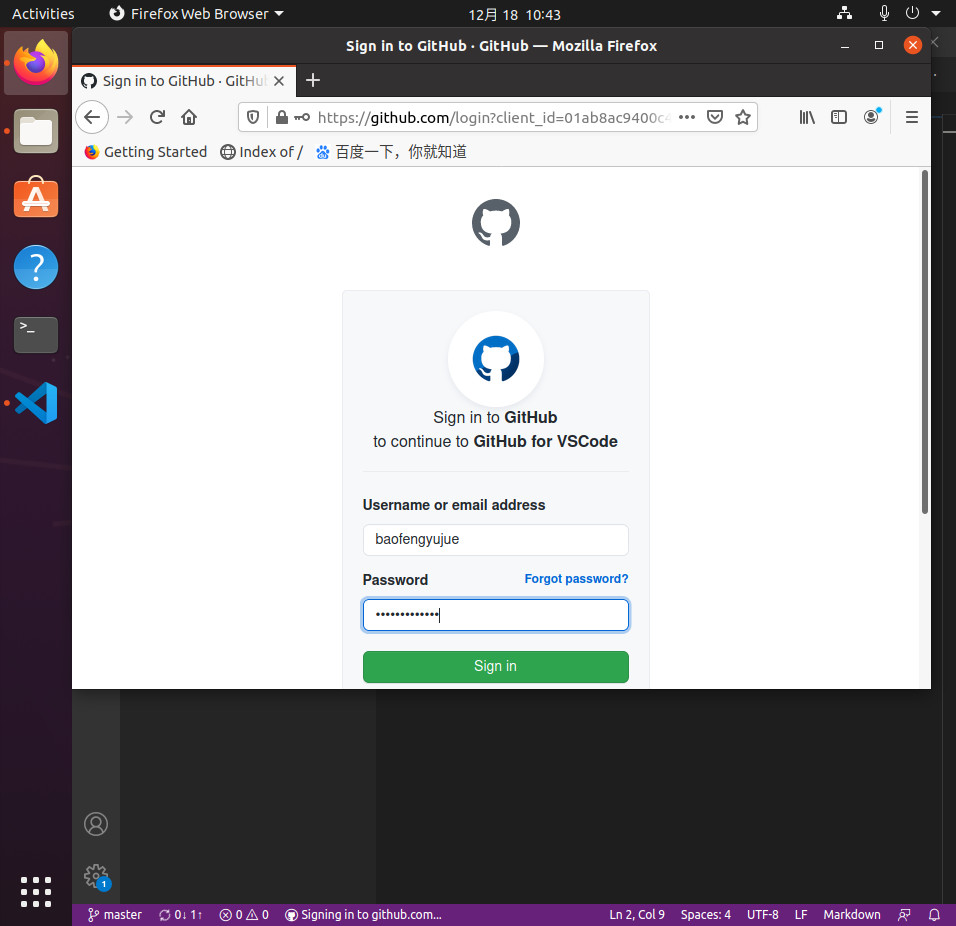 Activities Firefox Web Browser 12月 18 10:43
Sign in to GitHub · GitHub — Mozilla Firefox
Sign in to GitHub · GitHub
https://github.com/login?client_id=01ab8ac9400c4
Getting Started Index of / 百度一下，你就知道
Sign in to GitHub
to continue to GitHub for VSCode
Username or email address
baofengyujue
Password Forgot password?
•••••••••••••
Sign in
1
master 0↓ 1↑ 0 0 Signing in to github.com... Ln 2, Col 9 Spaces: 4 UTF-8 LF Markdown